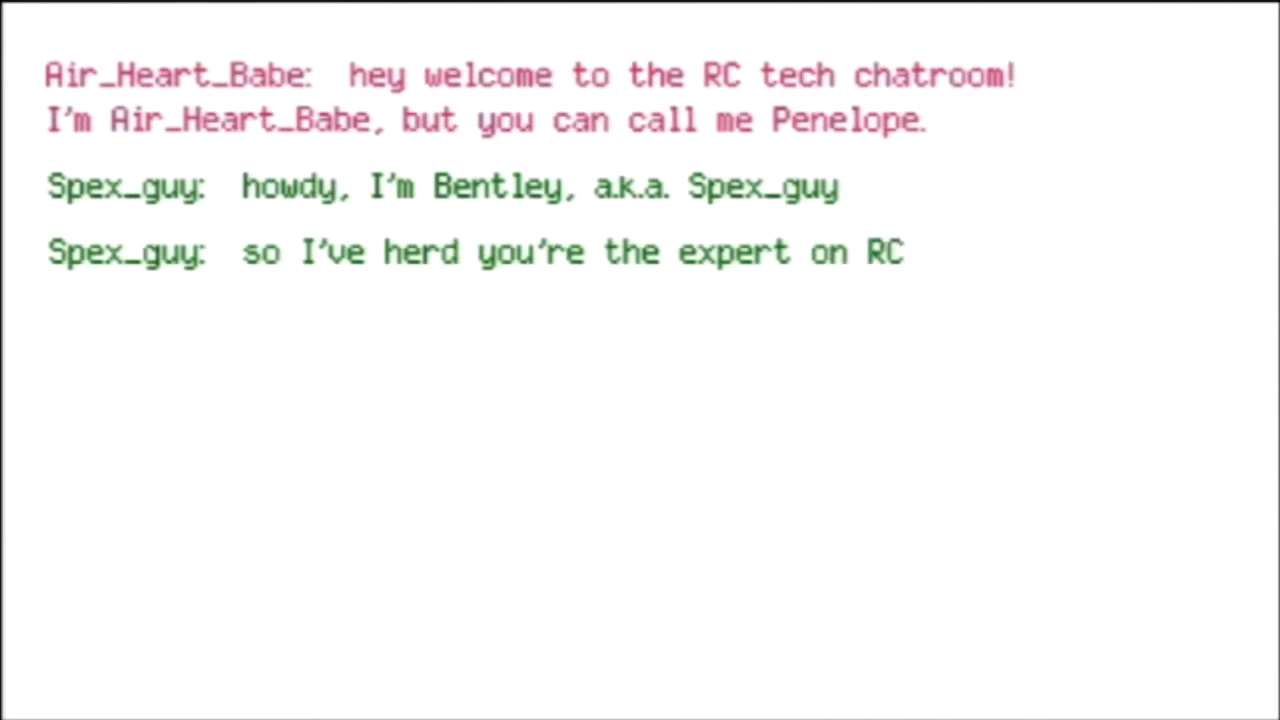 Air_Heart_Babe: hey welcome to the RC tech chatroom!
I'm Air_Heart_Babe, but you can call me Penelope.
Spex_guy: howdy, I'm Bentley, a.k.a. Spex_guy
Spex_guy: so I've herd you're the expert on RC